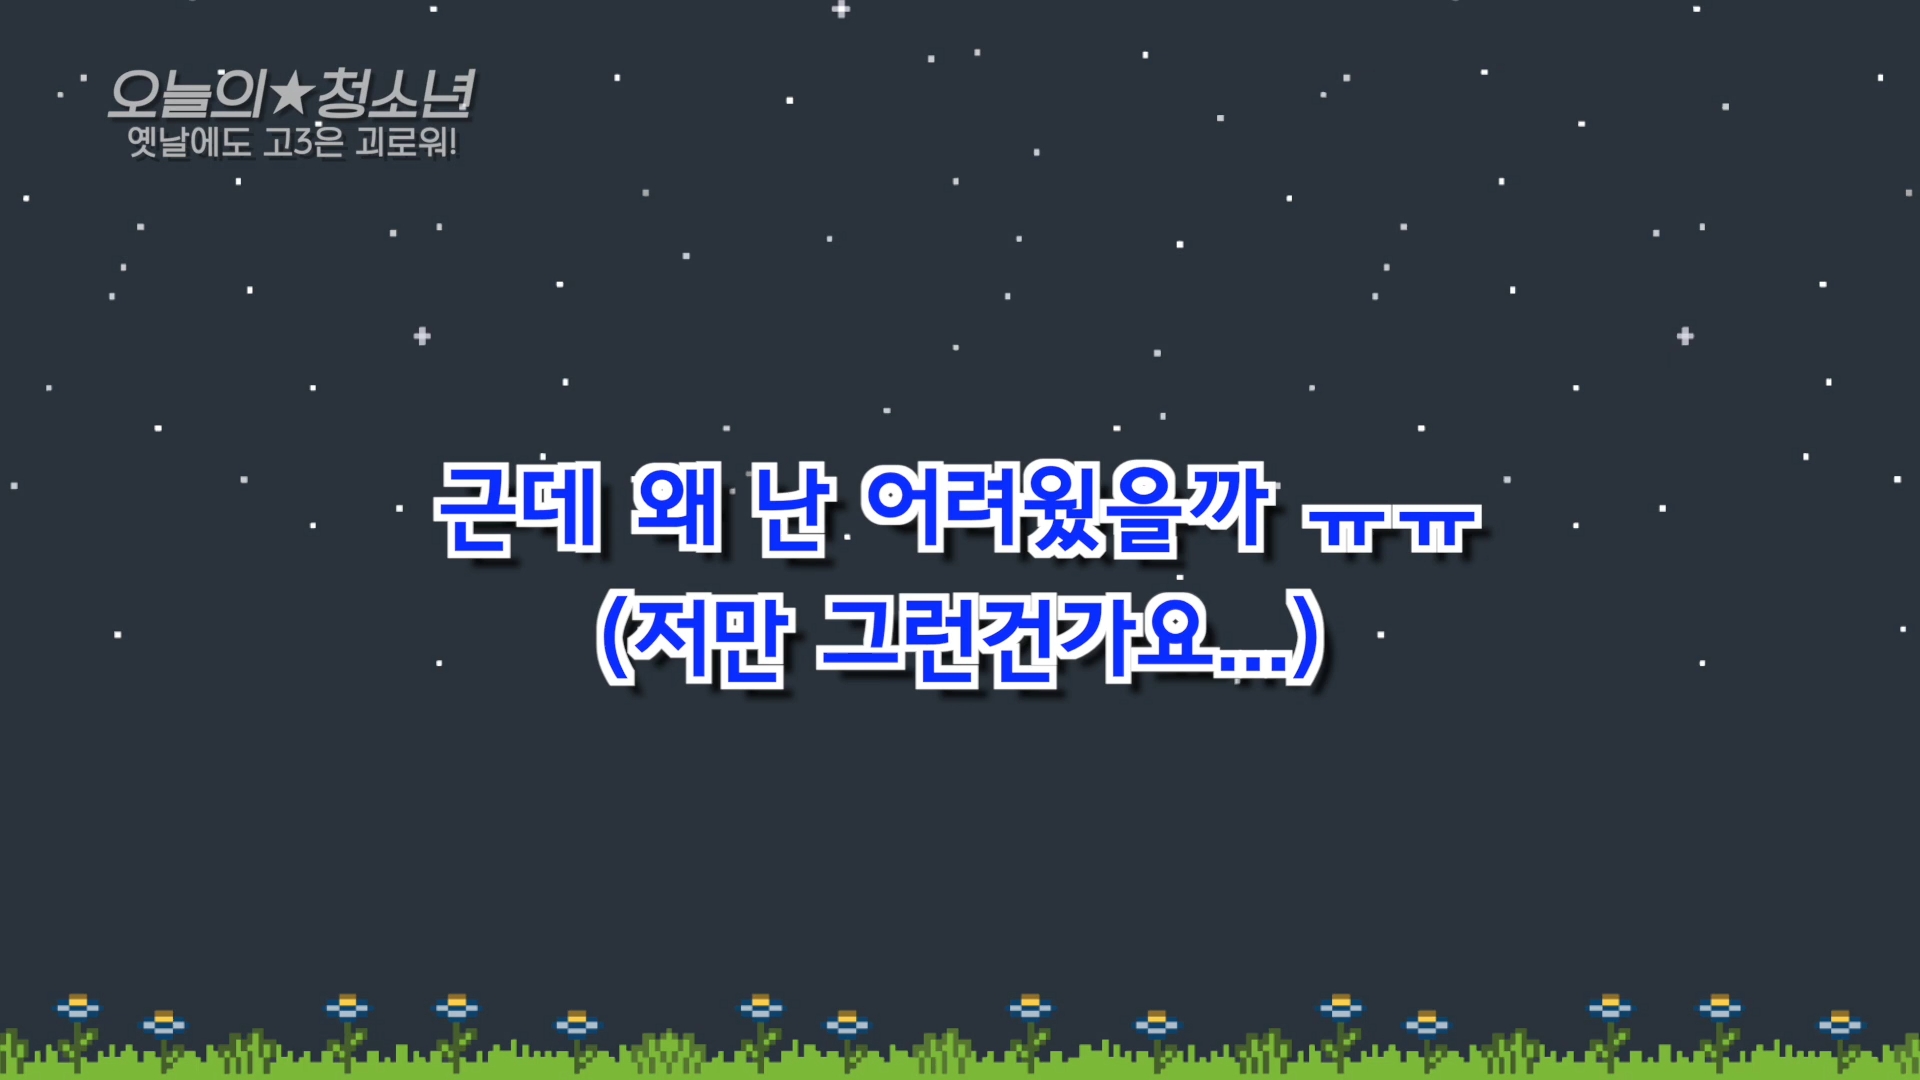 오늘의★청소년
옛날에도 고3은 괴로워!
근데 왜 난 어려웠을까 ㅠㅠ
(저만 그런건가요...)